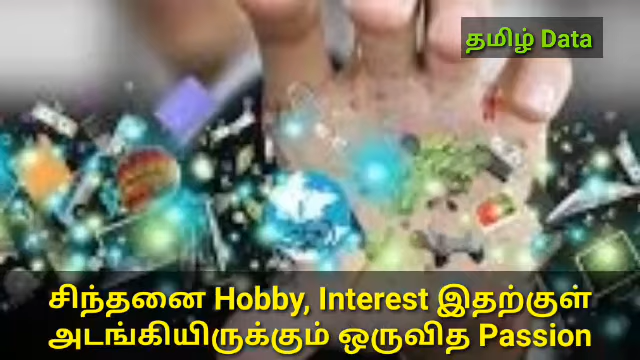 தமிழ் Data
சிந்தனை Hobby, Interest இதற்குள்
அடங்கியிருக்கும் ஒருவித Passion